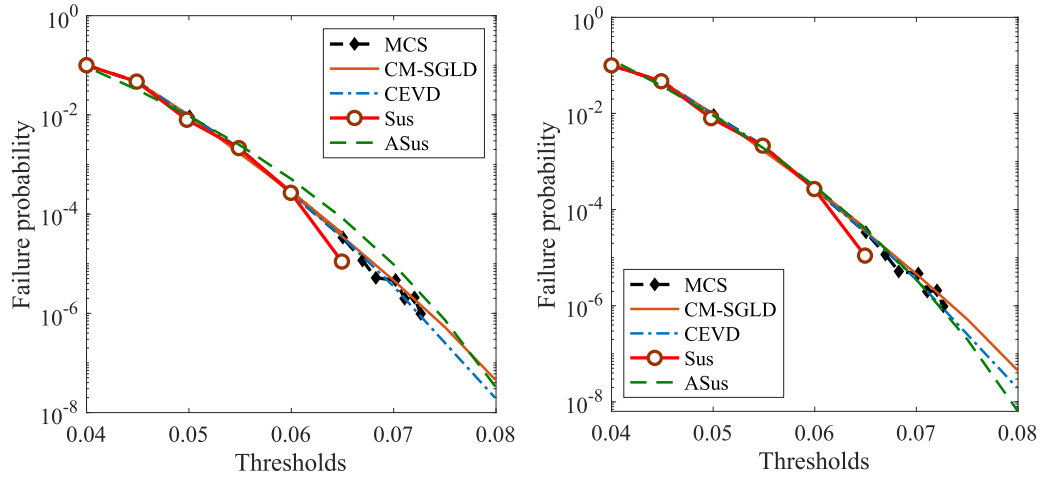 10^0
10^-2
10^-4
10^-6
10^-8
Failure probability
0.04 0.05 0.06 0.07 0.08
Thresholds
MCS
CM-SGLD
CEVD
Sus
ASus
10^0
10^-2
10^-4
10^-6
10^-8
Failure probability
0.04 0.05 0.06 0.07 0.08
Thresholds
MCS
CM-SGLD
CEVD
Sus
ASus